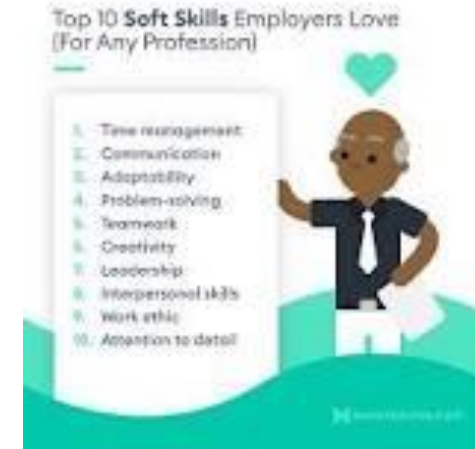 Top 10 Soft Skills Employers Love
(For Any Profession)
1. Time management
2. Communication
3. Adaptability
4. Problem-solving
5. Teamwork
6. Creativity
7. Leadership
8. Interpersonal skills
9. Work ethic
10. Attention to detail